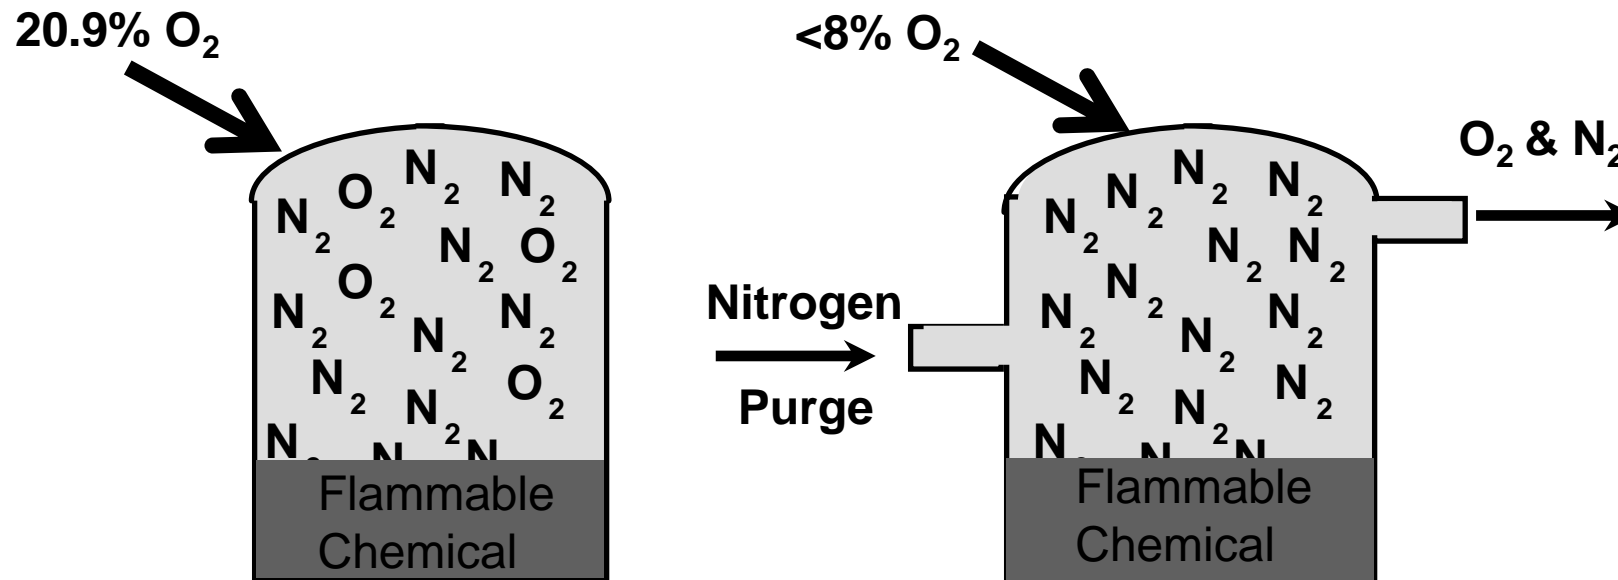 20.9% O₂
N₂ O₂ N₂ N₂
N₂ O₂
O₂
N₂ N₂ N₂
N₂ N₂ O₂
N₂ N N
Flammable
Chemical
<8% O₂
O₂ & N₂
Nitrogen
Purge
N₂ N₂ N₂ N₂
N₂ N₂
N₂
N₂ N₂ N₂
N₂ N₂ N₂
N₂ N N
Flammable
Chemical